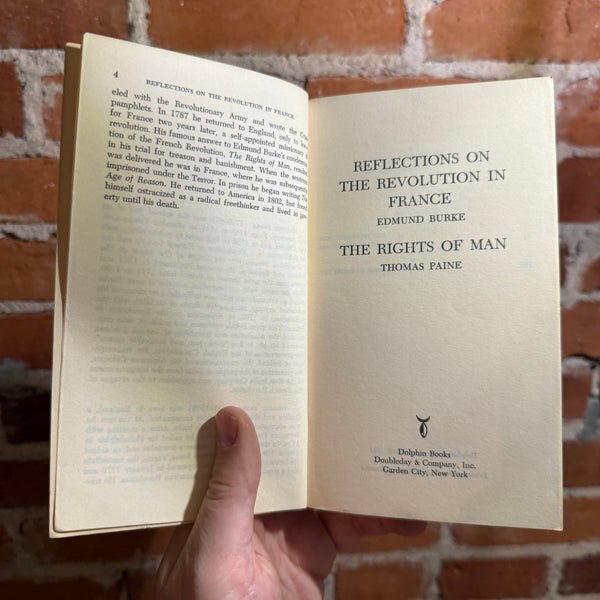 4
REFLECTIONS ON THE REVOLUTION IN FRANCE
eled with the Revolutionary Army and wrote the
pamphlets. In 1787 he returned to England, only to
for France two years later, a self-appointed
revolution. His famous answer to Edmund Burke's
tion of the French Revolution, The Rights of Man,
in his trial for treason and banishment. When the
was delivered he was in France, where he was
imprisoned under the Terror. In prison he began writing
Age of Reason. He returned to America in 1802, but
himself ostracized as a radical freethinker and lived in
erty until his death.
REFLECTIONS ON
THE REVOLUTION IN
FRANCE
EDMUND BURKE
THE RIGHTS OF MAN
THOMAS PAINE
Dolphin Books
Doubleday & Company, Inc.
Garden City, New York